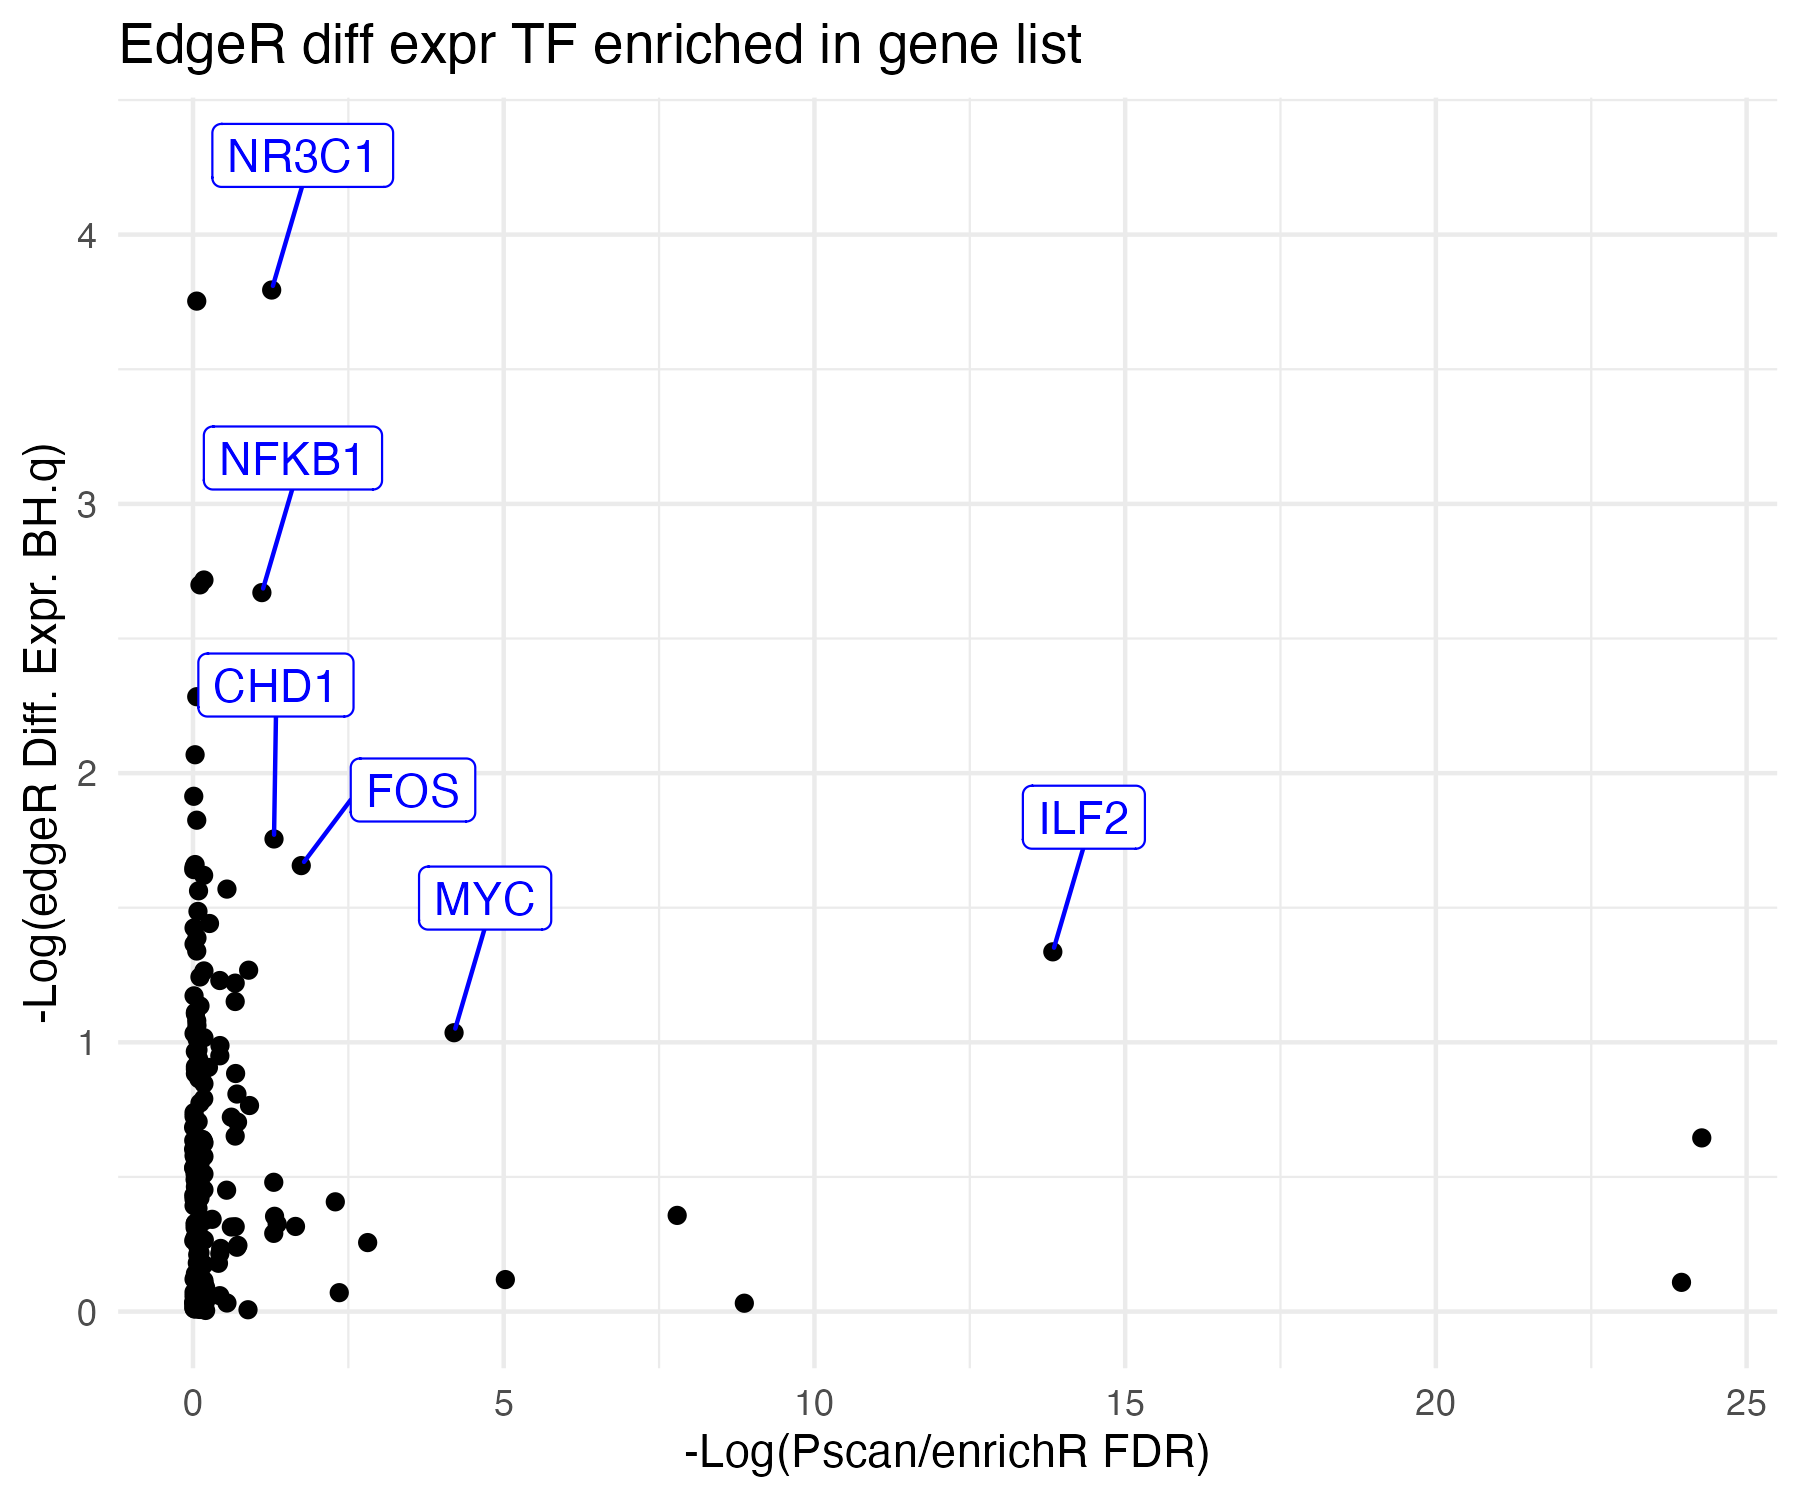 EdgeR diff expr TF enriched in gene list
-Log(edgeR Diff. Expr. BH.q)
4
3
2
1
0
NR3C1
NFKB1
CHD1
FOS
ILF2
MYC
0 5 10 15 20 25
-Log(Pscan/enrichR FDR)